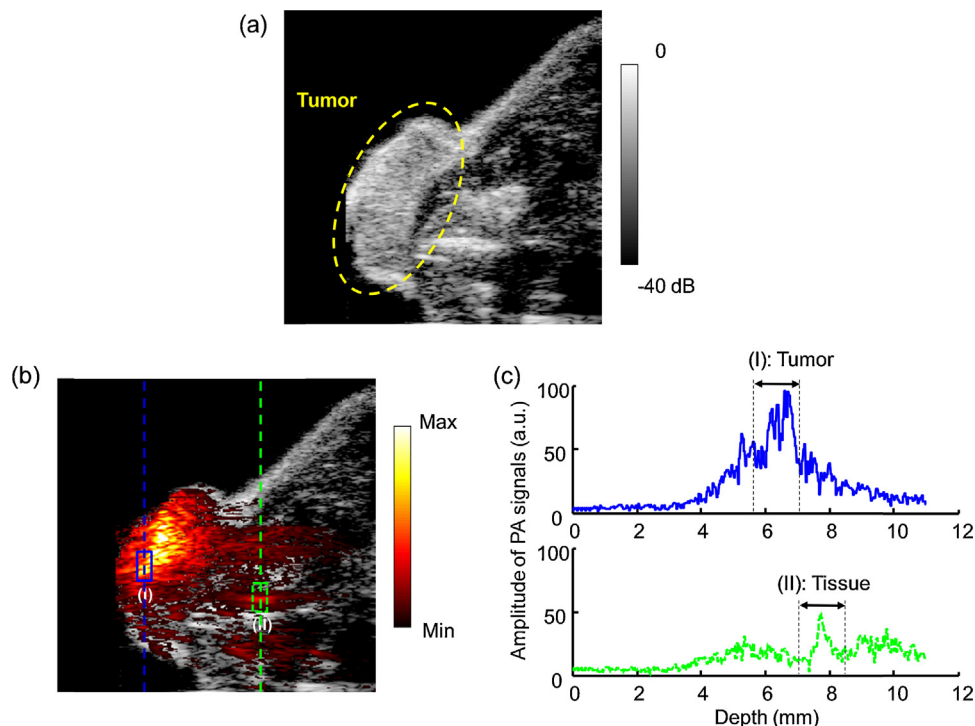 (a)
Tumor
0
-40 dB
(b)
Max
Min
(I)
(II)
(c)
(I): Tumor
Amplitude of PA signals (a.u.)
100
50
0
0 2 4 6 8 10 12
(II): Tissue
100
50
0
0 2 4 6 8 10 12
Depth (mm)